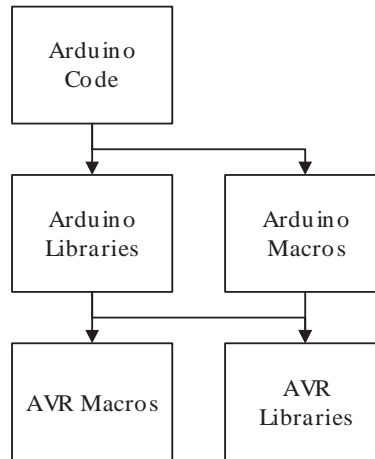 Arduino
Code
Arduino
Libraries
Arduino
Macros
AVR Macros
AVR
Libraries